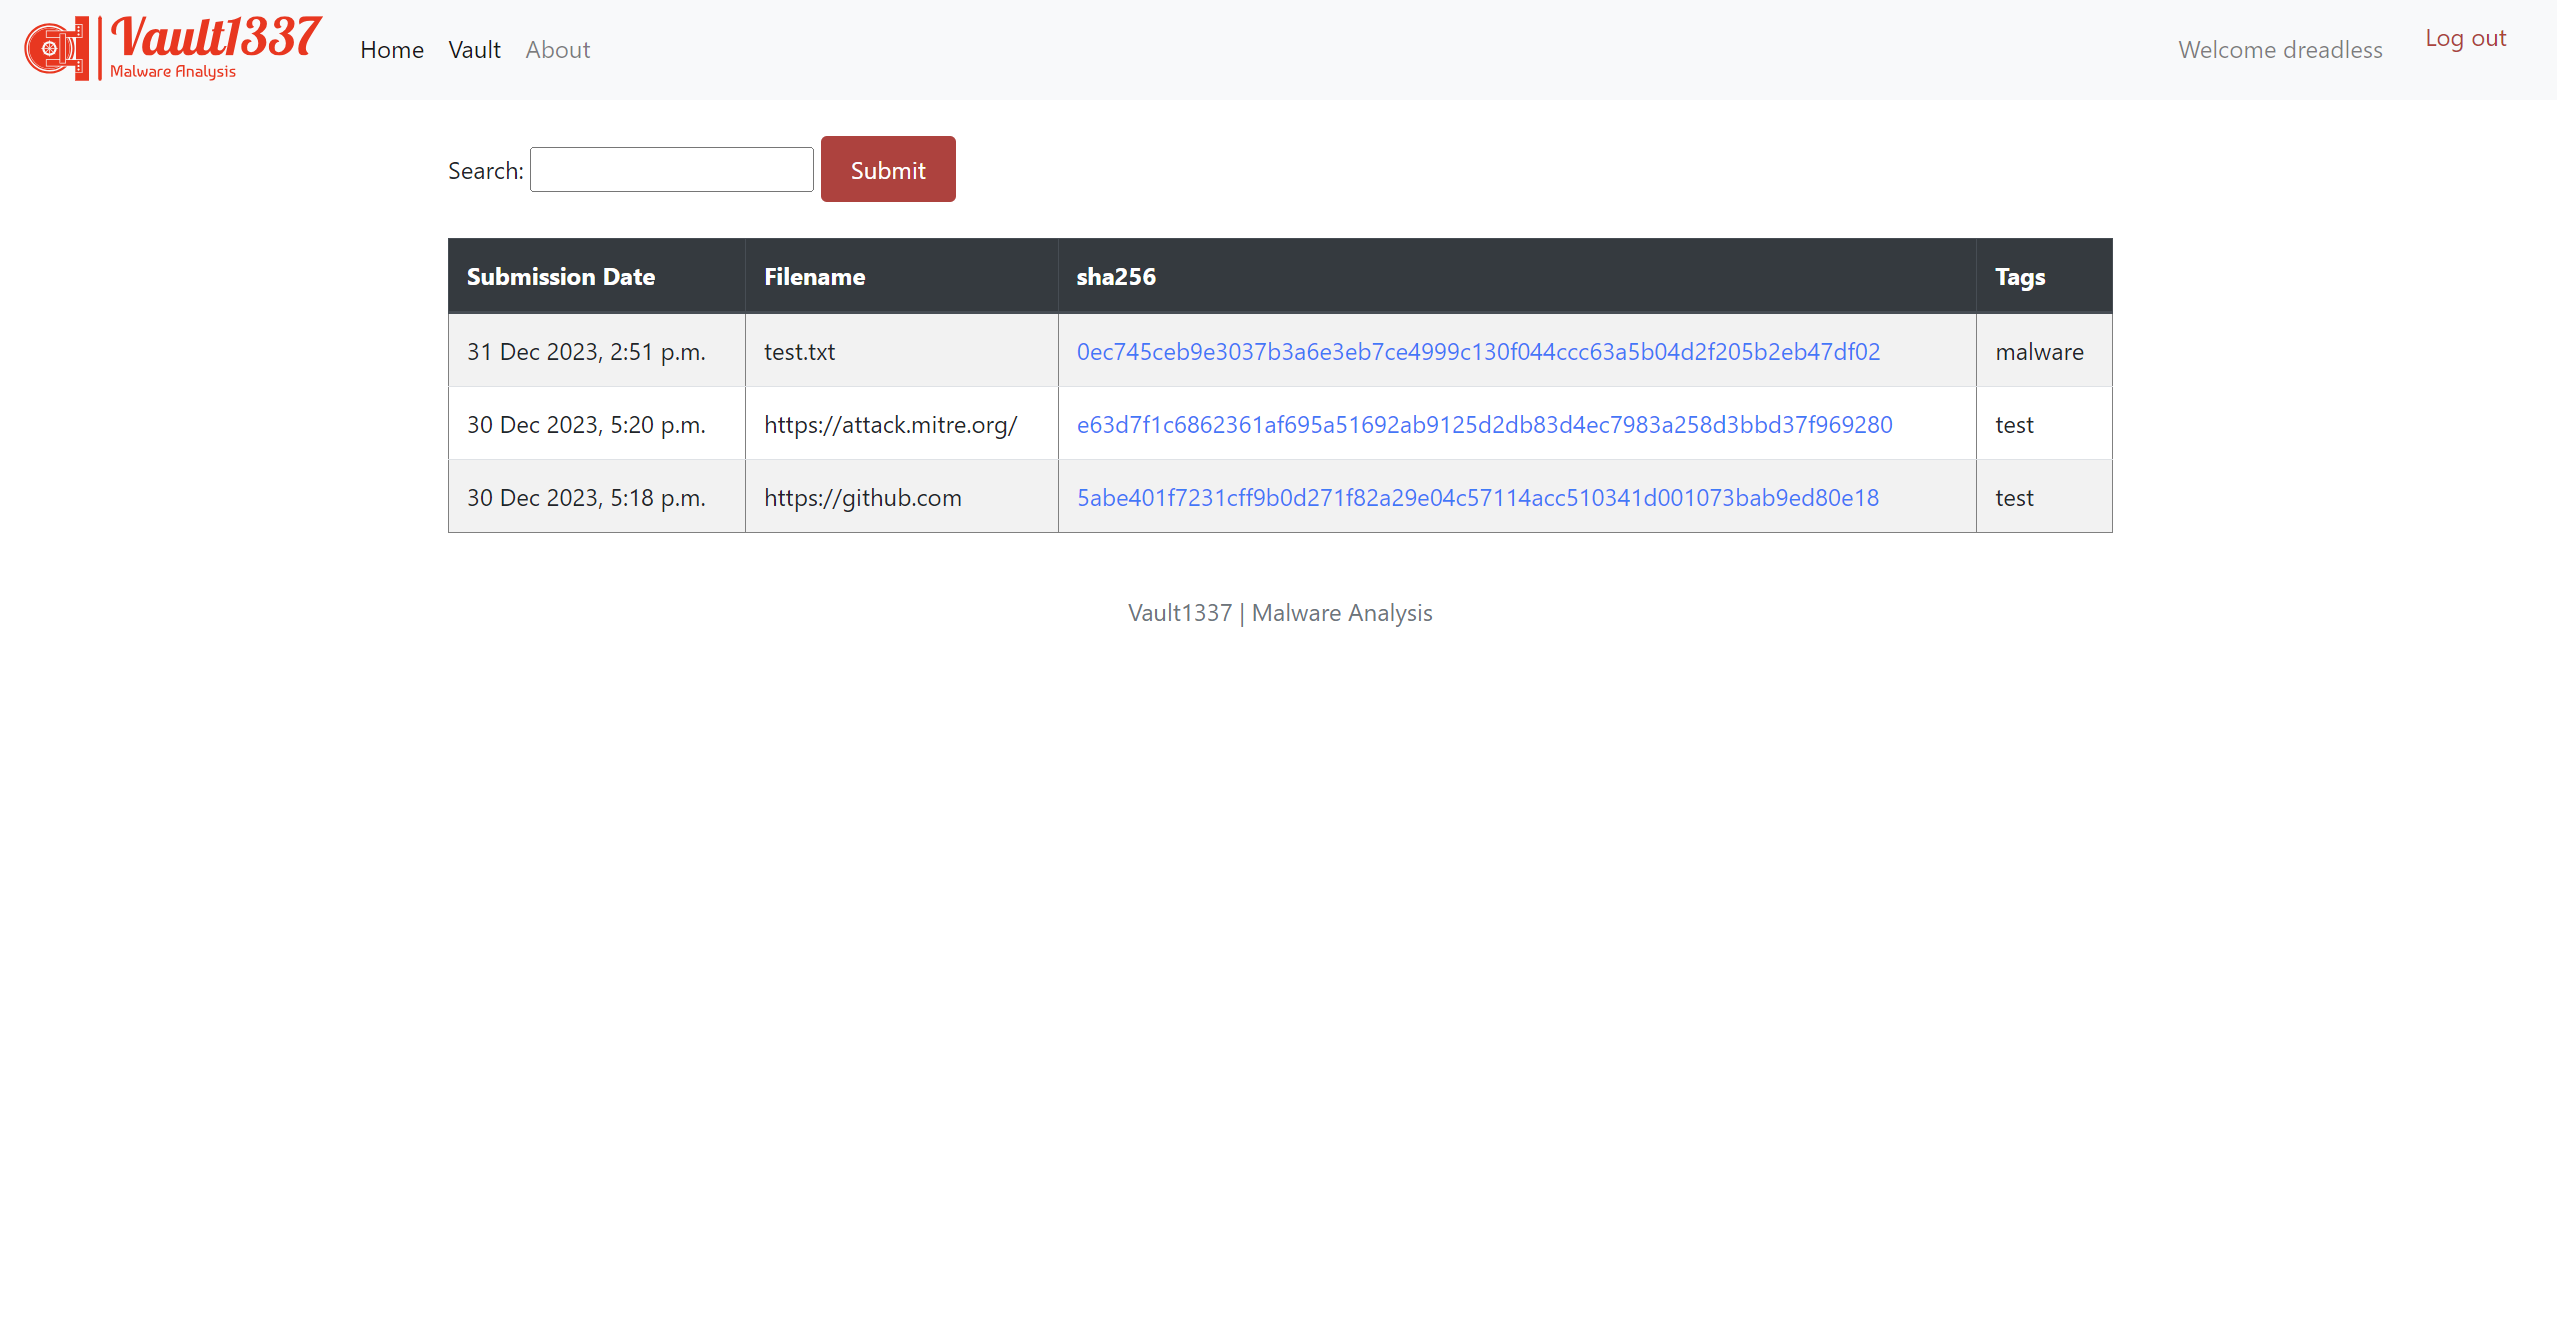 Vault1337
Malware Analysis
Home Vault About
Welcome dreadless
Log out
Search:
Submit
Submission Date Filename sha256 Tags
31 Dec 2023, 2:51 p.m. test.txt 0ec745ceb9e3037b3a6e3eb7ce4999c130f044ccc63a5b04d2f205b2eb47df02 malware
30 Dec 2023, 5:20 p.m. https://attack.mitre.org/ e63d7f1c6862361af695a51692ab9125d2db83d4ec7983a258d3bbd37f969280 test
30 Dec 2023, 5:18 p.m. https://github.com 5abe401f7231cff9b0d271f82a29e04c57114acc510341d001073bab9ed80e18 test
Vault1337 | Malware Analysis